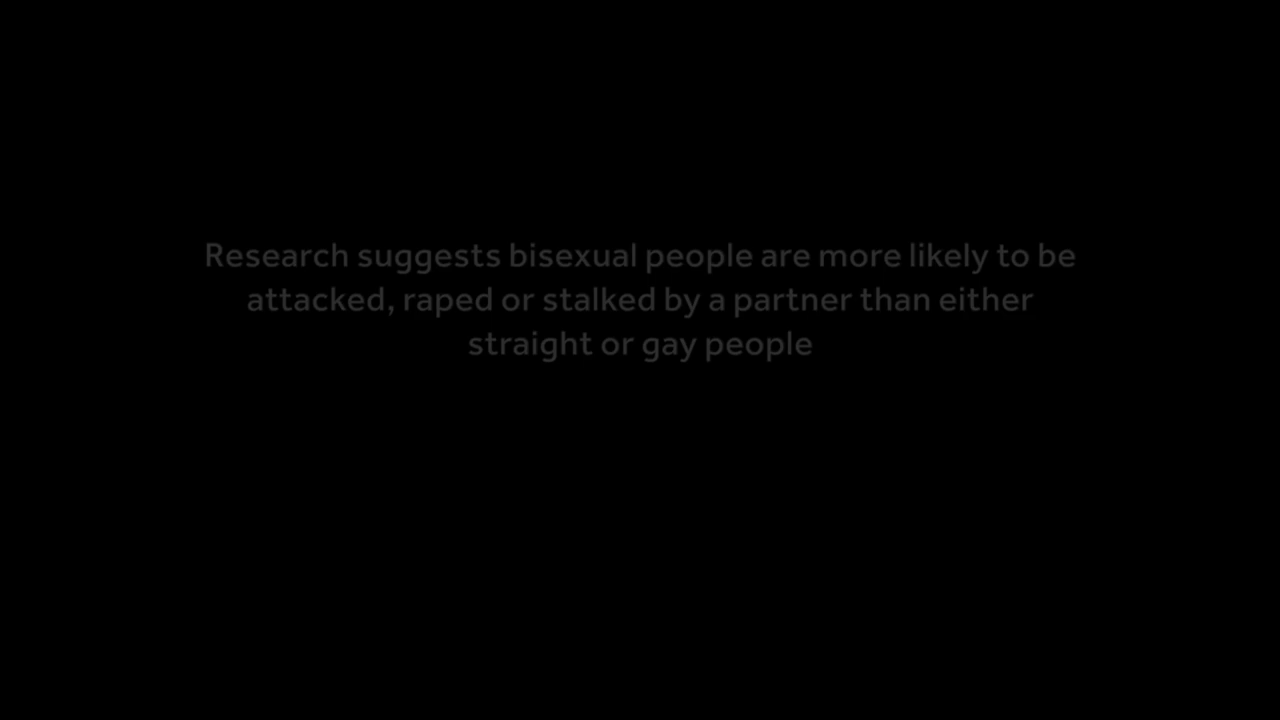 Research suggests bisexual people are more likely to be
attacked, raped or stalked by a partner than either
straight or gay people